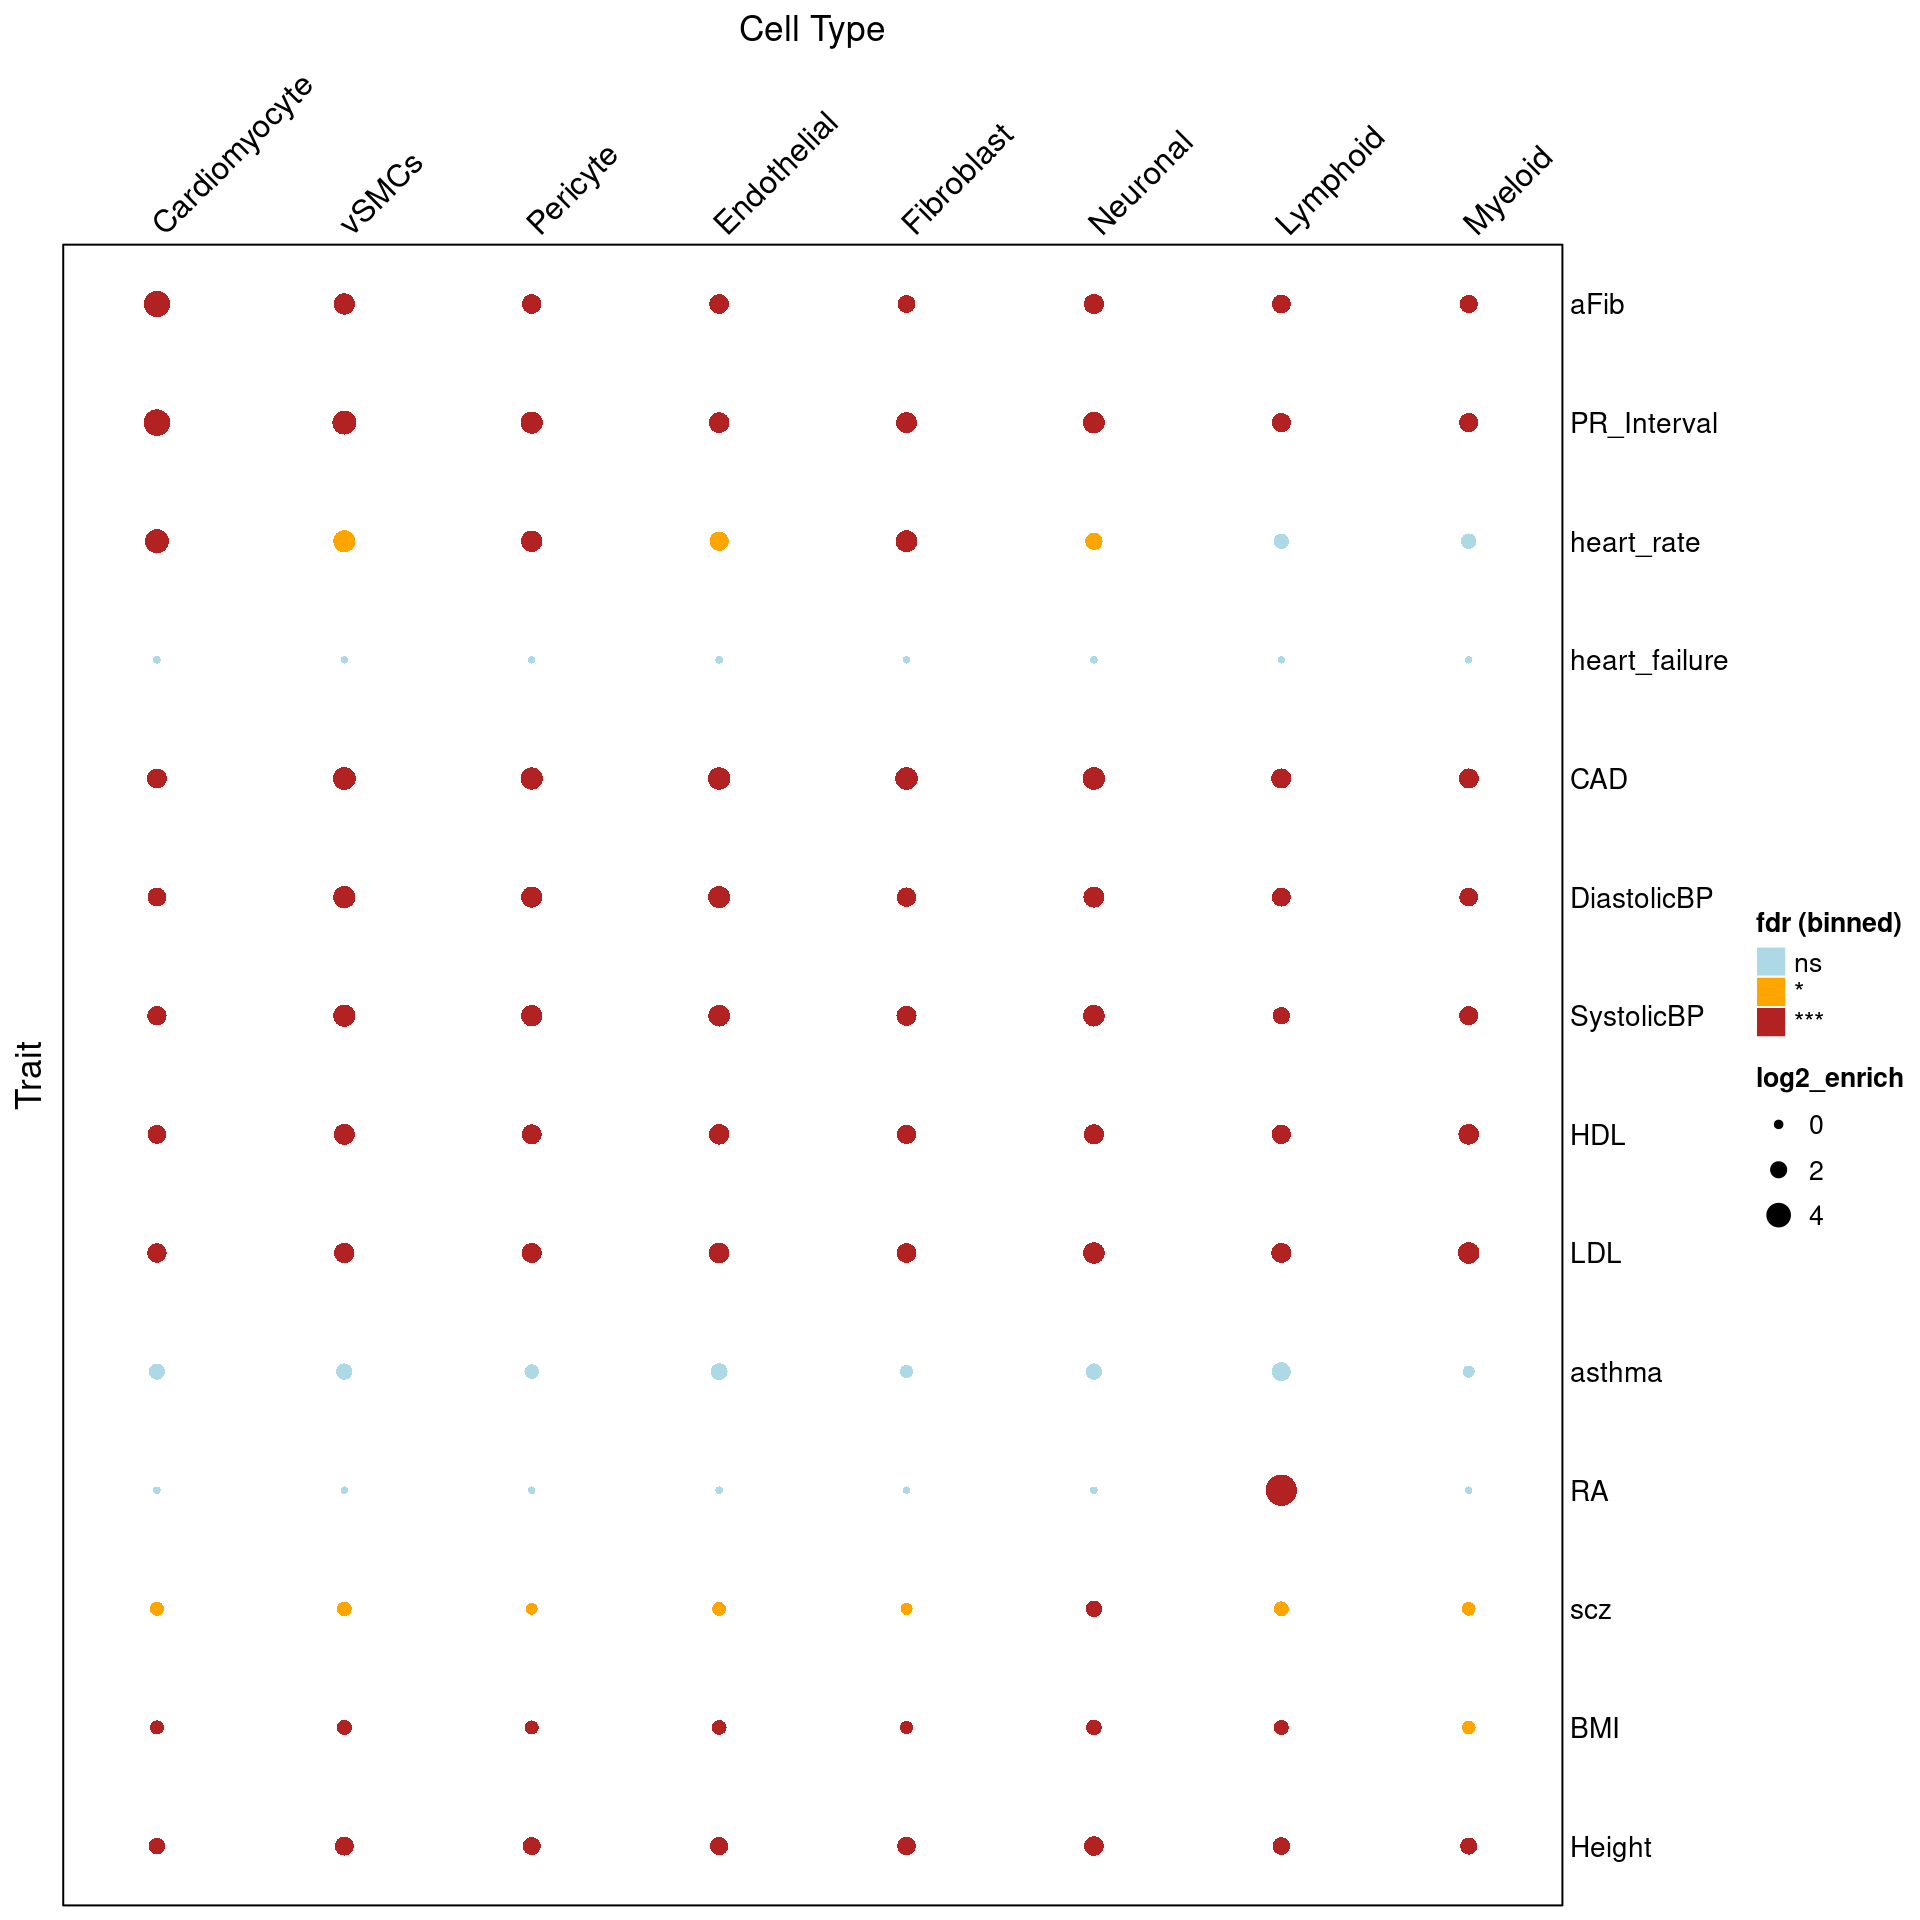 Cell Type
Cardiomyocyte
vSMCs
Pericyte
Endothelial
Fibroblast
Neuronal
Lymphoid
Myeloid
Trait
aFib
PR_Interval
heart_rate
heart_failure
CAD
DiastolicBP
SystolicBP
HDL
LDL
asthma
RA
scz
BMI
Height
fdr (binned)
ns
*
***
log2_enrich
0
2
4